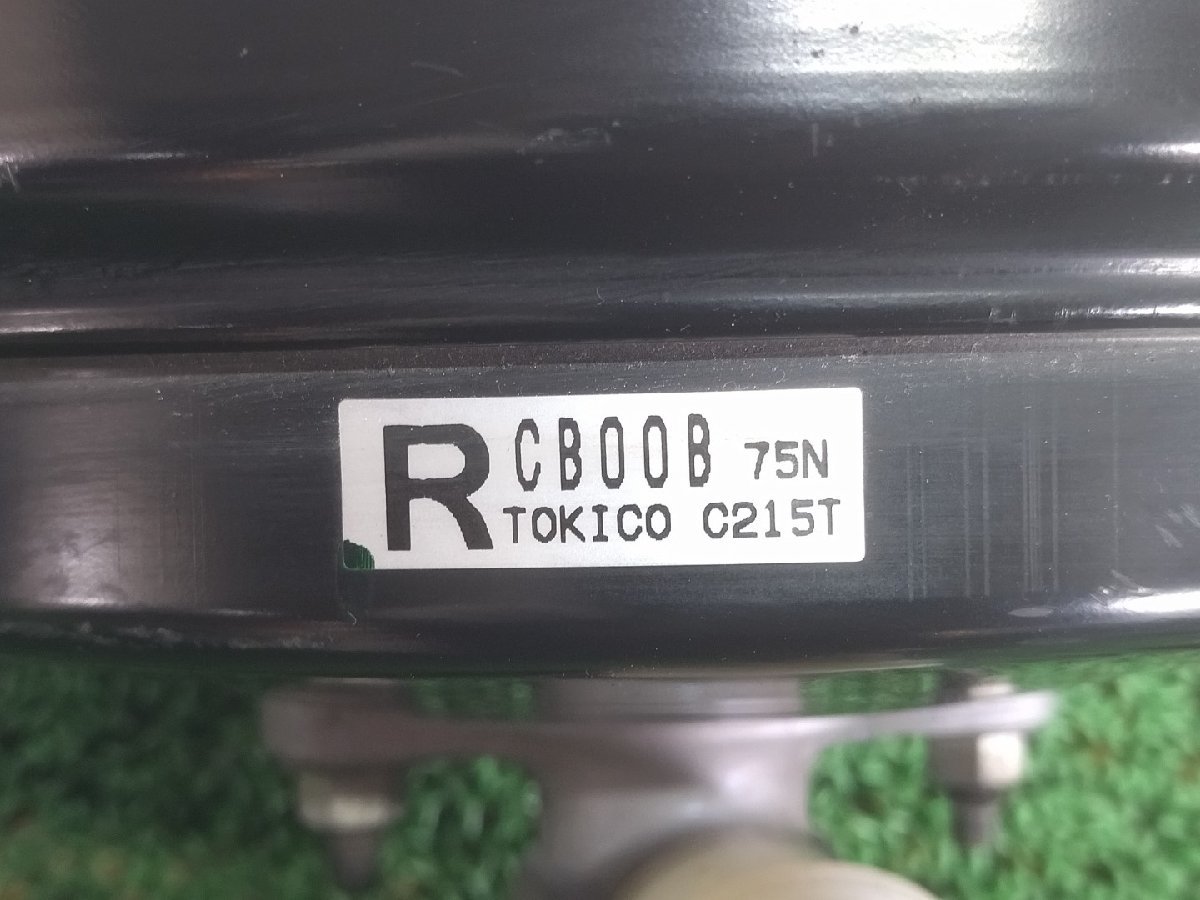 R CB00B 75N
TOKICO C215T